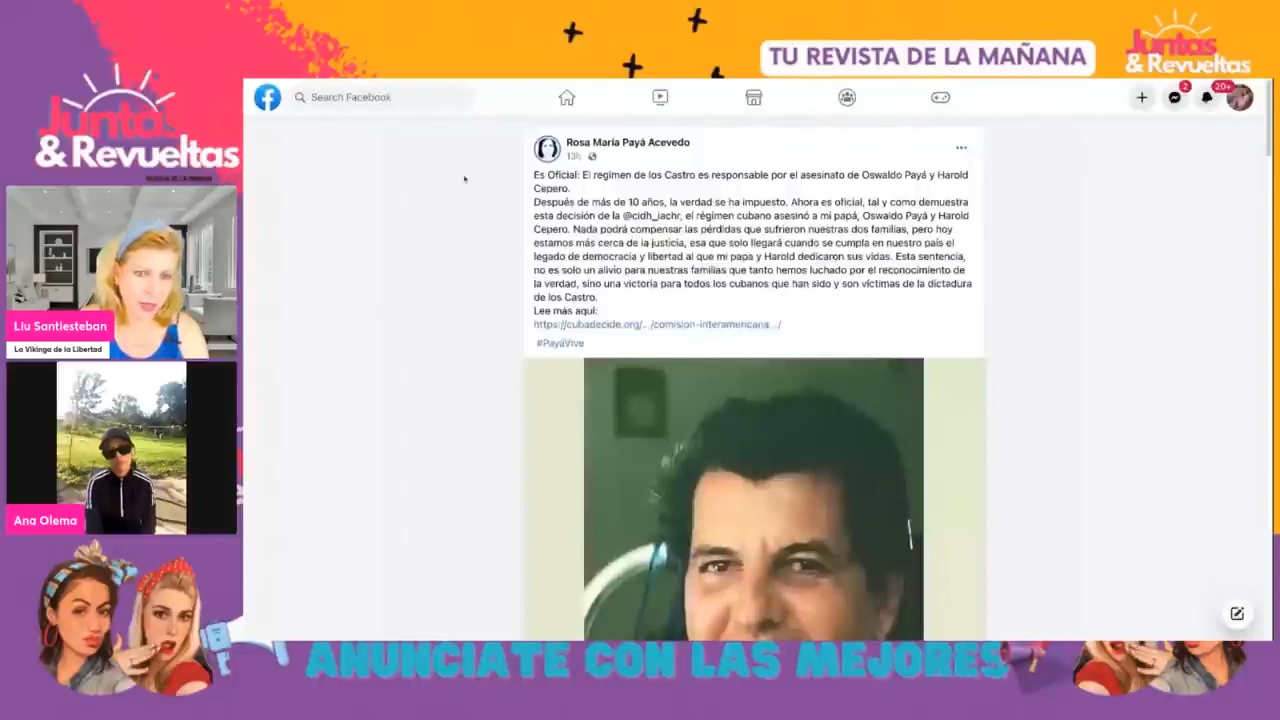 TU REVISTA DE LA MAÑANA
Juntas
& Revueltas
Juntas
& Revueltas
Search Facebook
2
20+
Rosa María Payá Acevedo
13h
Es Oficial: El regimen de los Castro es responsable por el asesinato de Oswaldo Payá y Harold
Cepero.
Después de más de 10 años, la verdad se ha impuesto. Ahora es oficial, tal y como demuestra
esta decisión de la @cidh_iachr, el régimen cubano asesinó a mi papá, Oswaldo Payá y Harold
Cepero. Nada podrá compensar las pérdidas que sufrieron nuestras dos familias, pero hoy
estamos más cerca de la justicia, esa que solo llegará cuando se cumpla en nuestro país el
legado de democracia y libertad al que mi papa y Harold dedicaron sus vidas. Esta sentencia,
no es solo un alivio para nuestras familias que tanto hemos luchado por el reconocimiento de
la verdad, sino una victoria para todos los cubanos que han sido y son víctimas de la dictadura
de los Castro.
Lee más aquí:
https://cubadecide.org/.../comision-interamericana.../
#PayáVive
Liu Santiesteban
La Vikinga de la Libertad
Ana Olema
ANUNCIATE CON LAS MEJORES